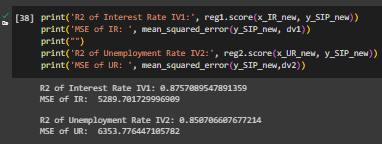 [38] print('R2 of Interest Rate IV1:', reg1.score(x_IR_new, y_SIP_new))
print('MSE of IR: ', mean_squared_error(y_SIP_new, dv1))
print("")
print('R2 of Unemployment Rate IV2:', reg2.score(x_UR_new, y_SIP_new))
print('MSE of UR: ', mean_squared_error(y_SIP_new,dv2))
R2 of Interest Rate IV1: 0.8757089547891359
MSE of IR:  5289.701729996909
R2 of Unemployment Rate IV2: 0.850706607677214
MSE of UR:  6353.776447105782